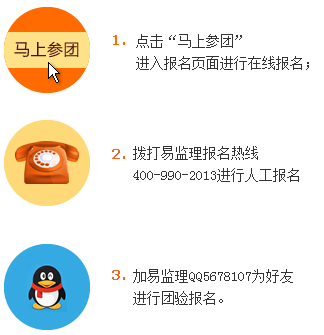 马上参团
1. 点击“马上参团”
进入报名页面进行在线报名；
2. 拨打易监理报名热线
400-990-2013进行人工报名
3. 加易监理QQ5678107为好友
进行团验报名。